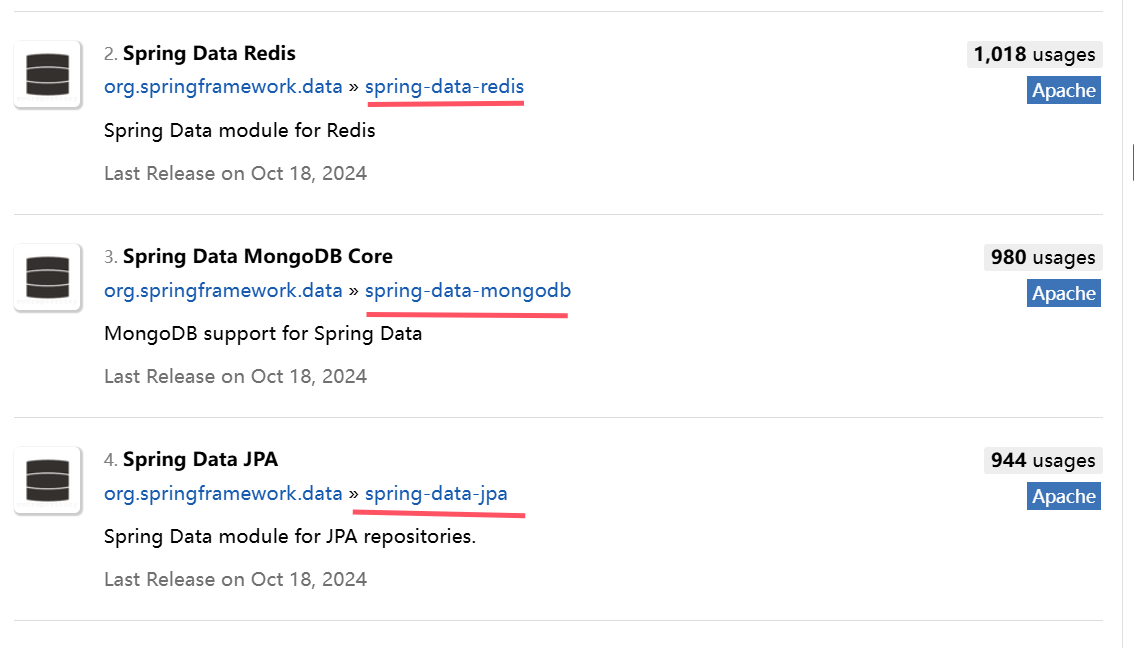 2. Spring Data Redis
1,018 usages
org.springframework.data » spring-data-redis
Apache
Spring Data module for Redis
Last Release on Oct 18, 2024
3. Spring Data MongoDB Core
980 usages
org.springframework.data » spring-data-mongodb
Apache
MongoDB support for Spring Data
Last Release on Oct 18, 2024
4. Spring Data JPA
944 usages
org.springframework.data » spring-data-jpa
Apache
Spring Data module for JPA repositories.
Last Release on Oct 18, 2024